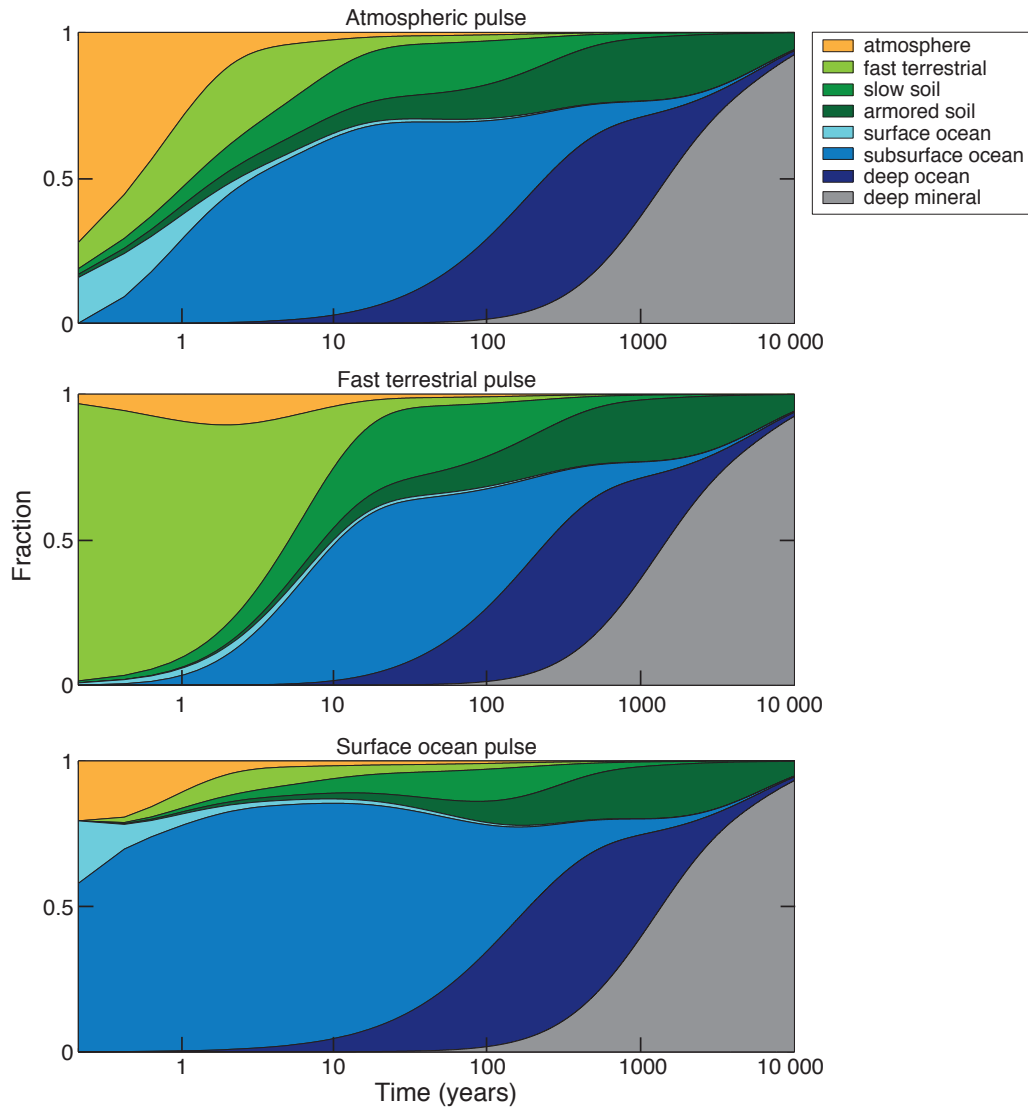 Atmospheric pulse
1
0.5
0
1
10
100
1000
10 000
atmosphere
fast terrestrial
slow soil
armored soil
surface ocean
subsurface ocean
deep ocean
deep mineral
Fast terrestrial pulse
1
0.5
0
Fraction
1
10
100
1000
10 000
Surface ocean pulse
1
0.5
0
1
10
100
1000
10 000
Time (years)